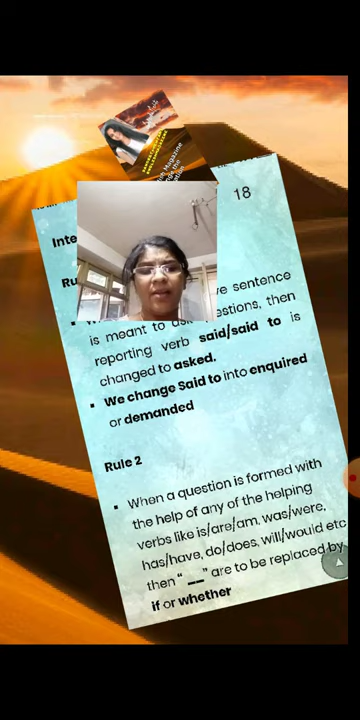 18
Inte
Ru
ve sentence
is meant to ask estions, then
reporting verb said/said to is
changed to asked.
▪ We change Said to into enquired
or demanded
Rule 2
▪ When a question is formed with
the help of any of the helping
verbs like is/are/am, was/were,
has/have, do/does, will/would etc
then “ __” are to be replaced by
if or whether